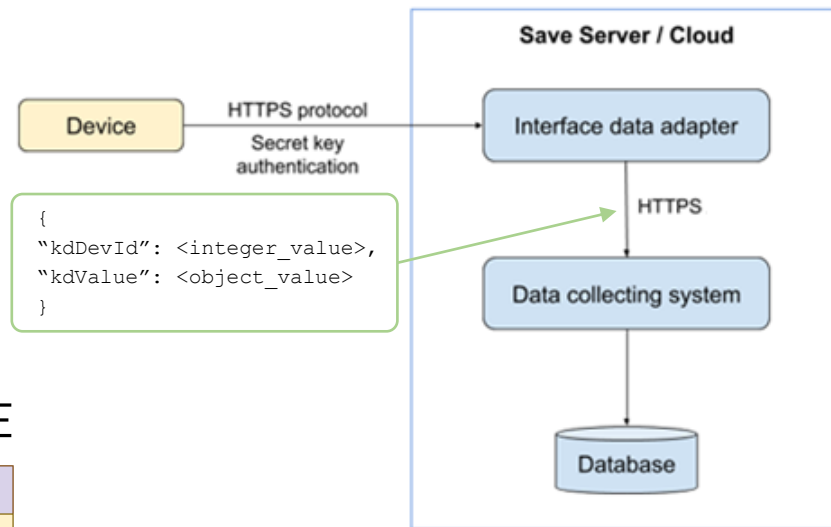 Save Server / Cloud
Device
HTTPS protocol
Secret key
authentication
Interface data adapter
HTTPS
{
“kdDevId”: <integer_value>,
“kdValue”: <object_value>
}
Data collecting system
Database